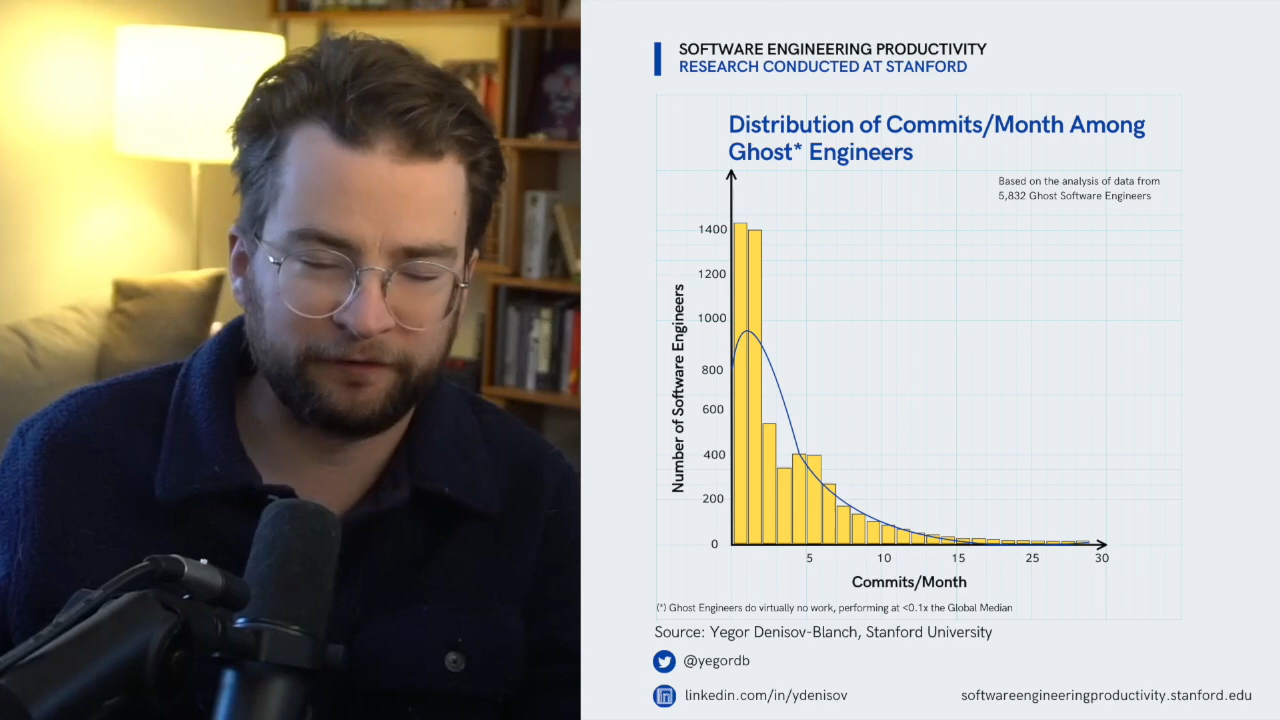 SOFTWARE ENGINEERING PRODUCTIVITY
RESEARCH CONDUCTED AT STANFORD
Distribution of Commits/Month Among
Ghost* Engineers
Based on the analysis of data from
5,832 Ghost Software Engineers
Number of Software Engineers
1400
1200
1000
800
600
400
200
0
5
10
15
25
30
Commits/Month
(*) Ghost Engineers do virtually no work, performing at <0.1x the Global Median
Source: Yegor Denisov-Blanch, Stanford University
@yegordb
linkedin.com/in/ydenisov
softwareengineeringproductivity.stanford.edu